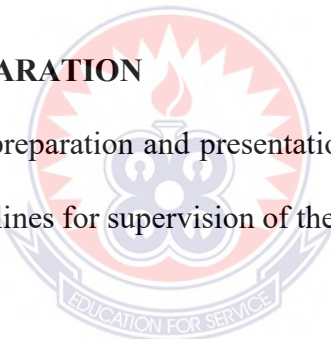 ARATION
preparation and presentatio
lines for supervision of the
EDUCATION FOR SERVICE